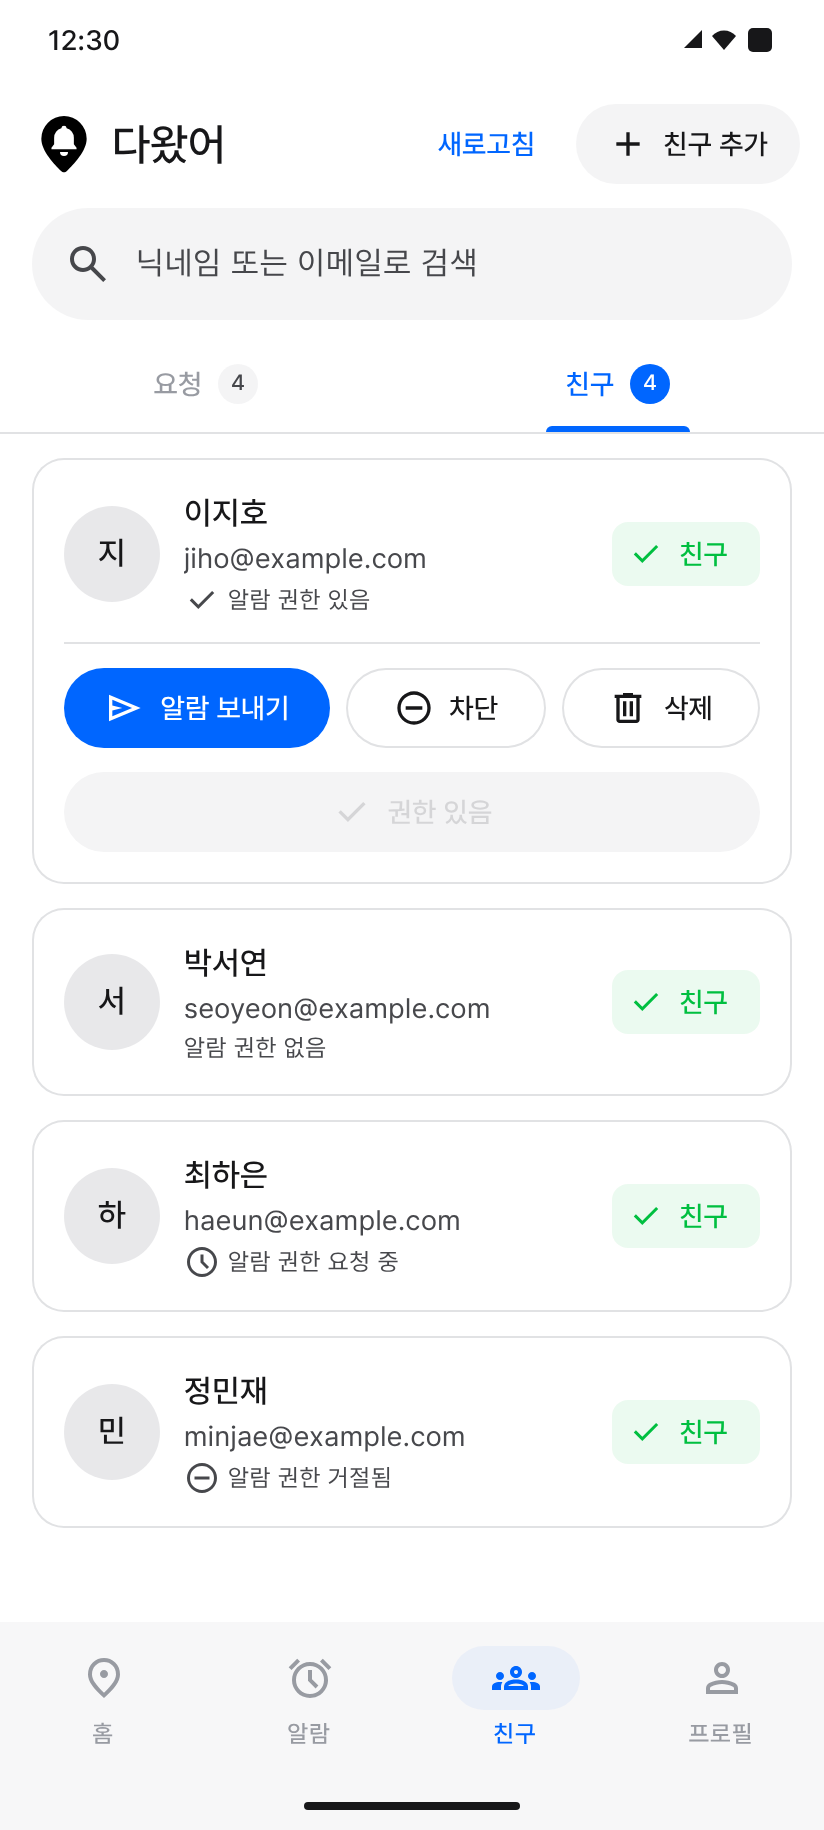 12:30
다왔어
새로고침
친구 추가
닉네임 또는 이메일로 검색
요청 4
친구 4
지
이지호
jiho@example.com
알람 권한 있음
친구
알람 보내기
차단
삭제
권한 있음
서
박서연
seoyeon@example.com
알람 권한 없음
친구
하
최하은
haeun@example.com
알람 권한 요청 중
친구
민
정민재
minjae@example.com
알람 권한 거절됨
친구
홈
알람
친구
프로필